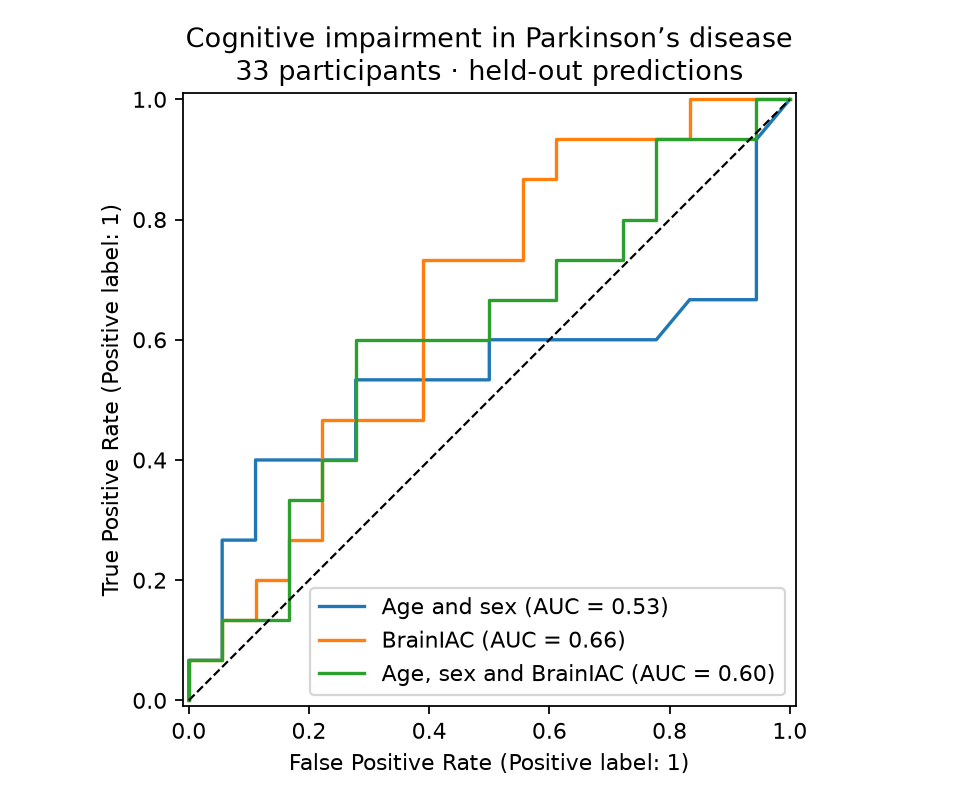 Cognitive impairment in Parkinson’s disease
33 participants · held-out predictions
1.0
0.8
0.6
0.4
0.2
0.0
True Positive Rate (Positive label: 1)
Age and sex (AUC = 0.53)
BrainIAC (AUC = 0.66)
Age, sex and BrainIAC (AUC = 0.60)
0.0 0.2 0.4 0.6 0.8 1.0
False Positive Rate (Positive label: 1)